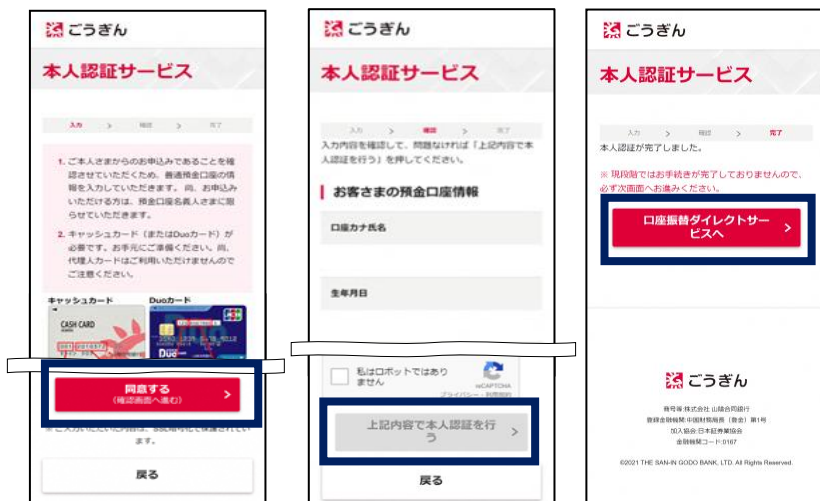 ごうぎん
本人認証サービス
入力 > 確認 > 完了
1. ご本人さまからのお申込みであることを確
認させていただくため、普通預金口座の情
報を入力していただきます。尚、お申込み
いただける方は、預金口座名義人さまに限
らせていただきます。
2. キャッシュカード（またはDuoカード）が
必要です。お手元にご準備ください。尚、
代理人カードはご利用いただけませんので
ご注意ください。
キャッシュカード Duoカード
CASH CARD
JCB
Duo
同意する
（確認画面へ進む）
>
戻る
ごうぎん
本人認証サービス
入力 > 確認 > 完了
入力内容を確認して、問題なければ「上記内容で本
人認証を行う」を押してください。
お客さまの預金口座情報
口座カナ氏名
生年月日
私はロボットではあり
ません
reCAPTCHA
プライバシー - 利用規約
上記内容で本人認証を行
う
>
戻る
ごうぎん
本人認証サービス
入力 > 確認 > 完了
本人認証が完了しました。
※ 現段階ではお手続きが完了しておりませんので、
必ず次画面へお進みください。
口座振替ダイレクトサー
ビスへ
>
ごうぎん
商号等:株式会社 山陰合同銀行
登録金融機関:中国財務局長（登金）第1号
加入協会:日本証券業協会
金融機関コード:0167
©2021 THE SAN-IN GODO BANK, LTD. All Rights Reserved.